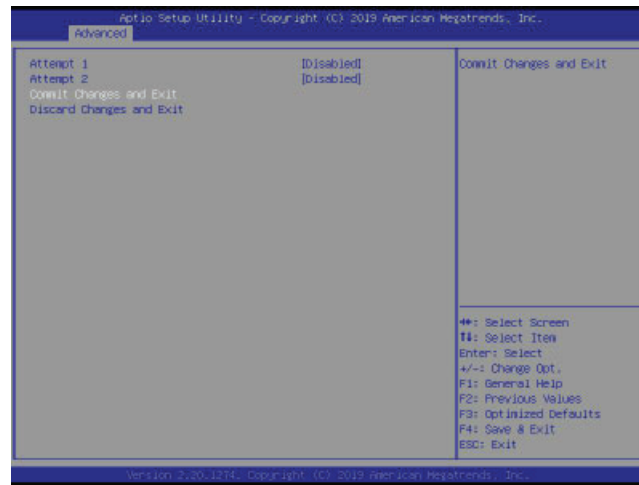 Aptio Setup Utility - Copyright (C) 2019 American Megatrends, Inc.
Advanced
Attempt 1 [Disabled]
Attempt 2 [Disabled]
Commit Changes and Exit
Discard Changes and Exit
Commit Changes and Exit
→←: Select Screen
↑↓: Select Item
Enter: Select
+/-: Change Opt.
F1: General Help
F2: Previous Values
F3: Optimized Defaults
F4: Save & Exit
ESC: Exit
Version 2.20.1274. Copyright (C) 2019 American Megatrends, Inc.